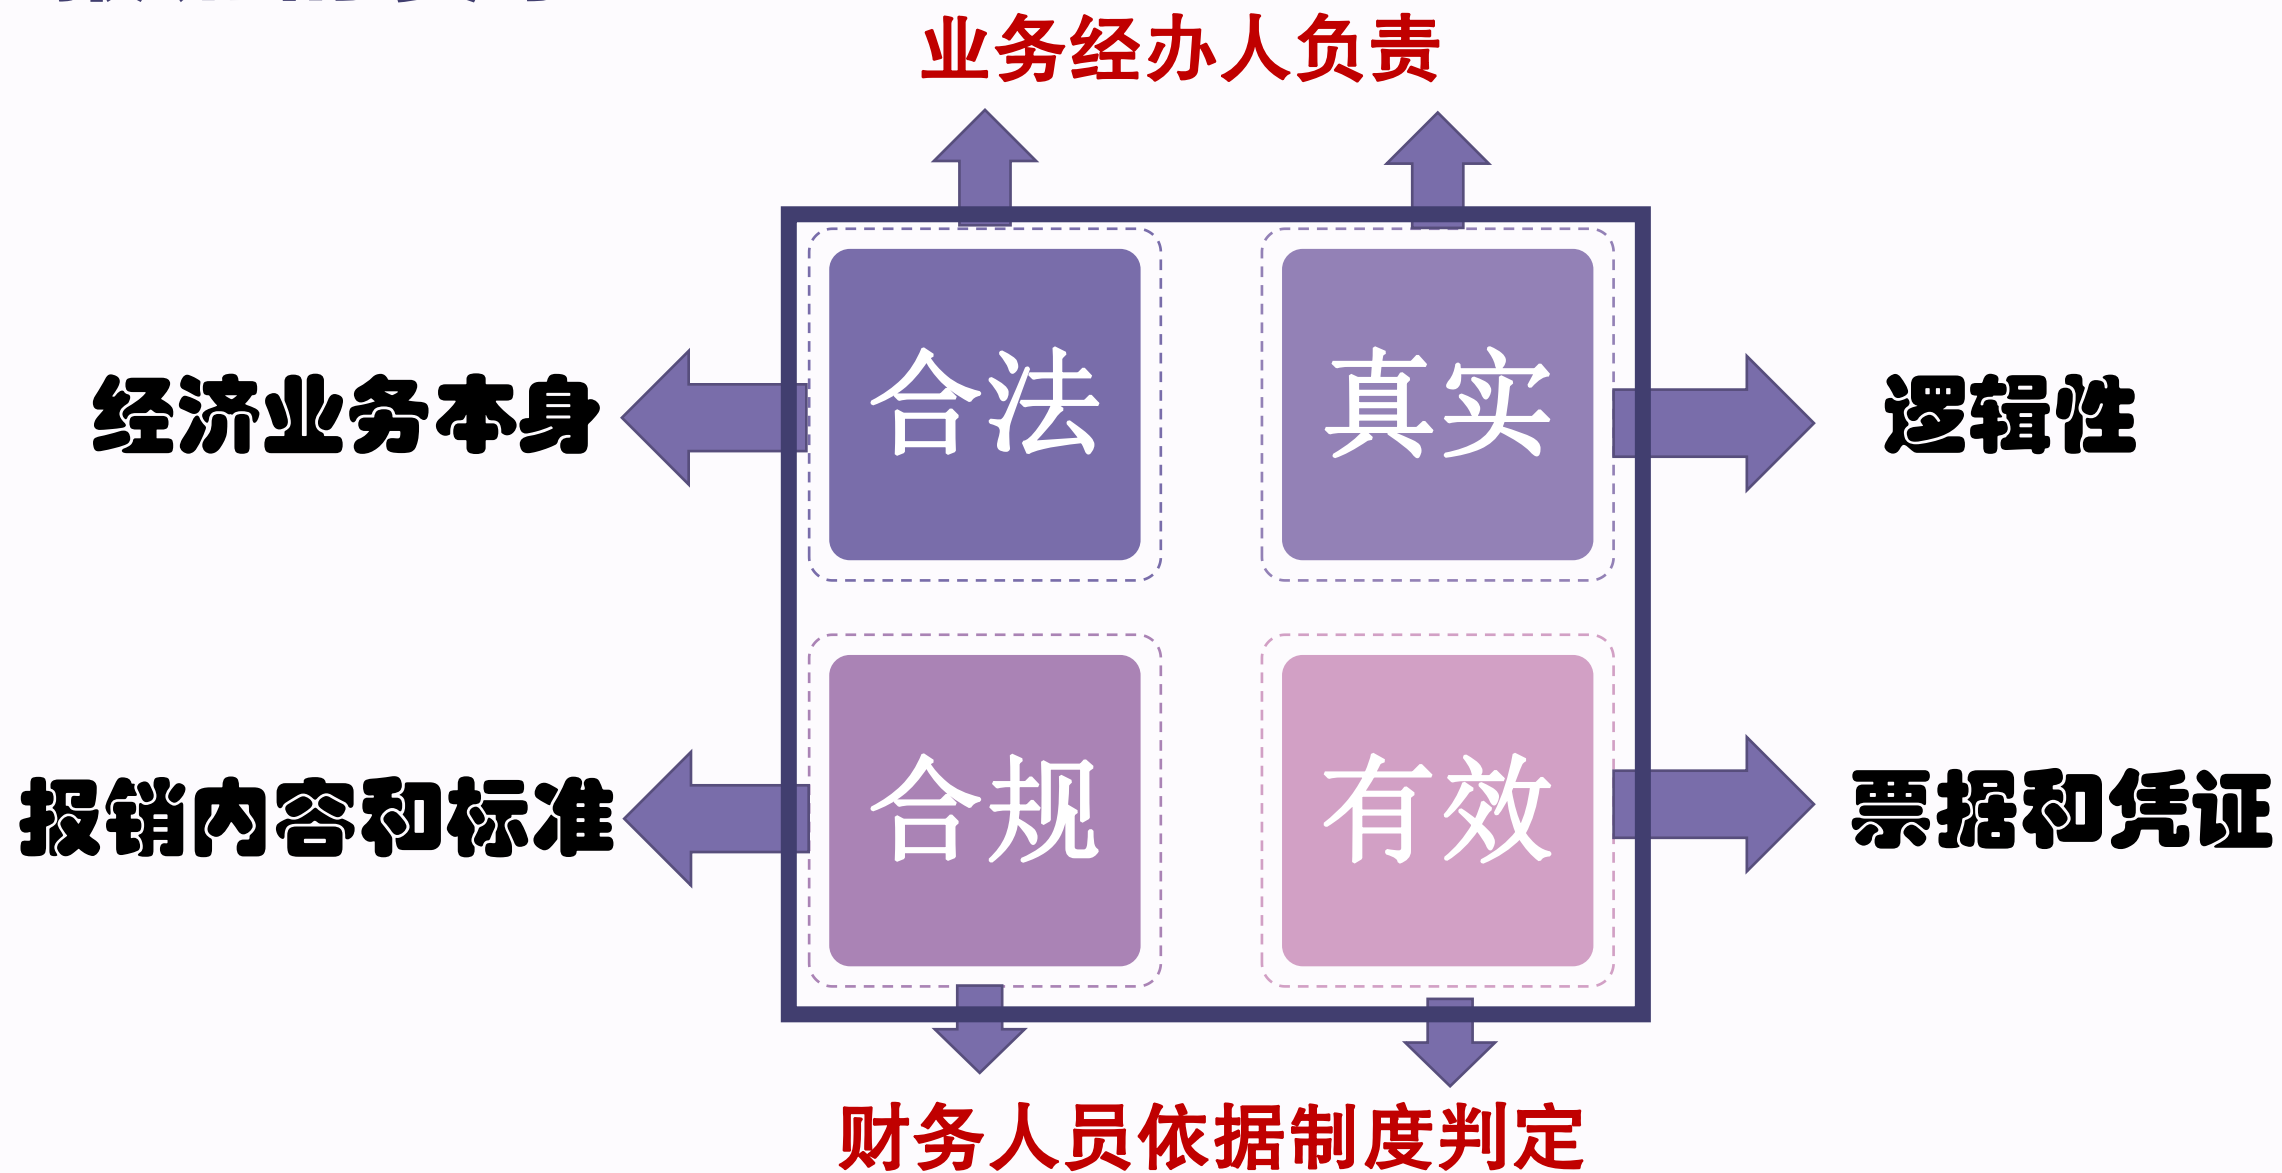 业务经办人负责
经济业务本身
合法
真实
逻辑性
报销内容和标准
合规
有效
票据和凭证
财务人员依据制度判定